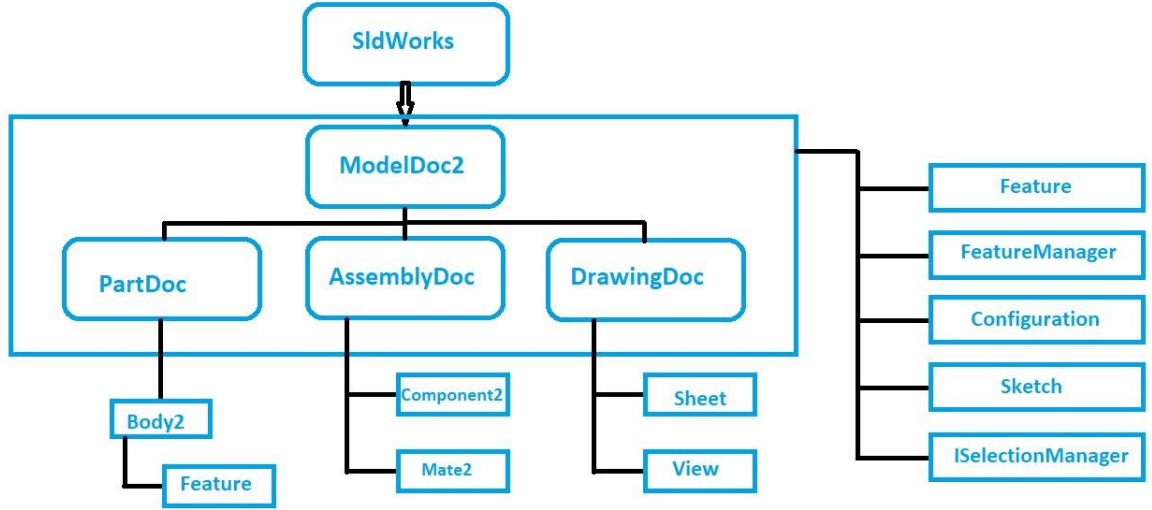 SldWorks
ModelDoc2
PartDoc
AssemblyDoc
DrawingDoc
Body2
Feature
Component2
Mate2
Sheet
View
Feature
FeatureManager
Configuration
Sketch
ISelectionManager